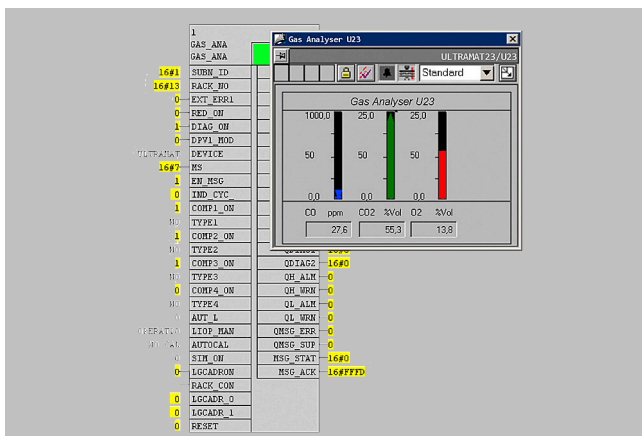 1
GAS_ANA
GAS_ANA
Gas Analyser U23
ULTRAMAT23/U23
Standard
Gas Analyser U23
1000,0 25,0 25,0
50 50 50
0,0 0,0 0,0
CO ppm CO2 %Vol O2 %Vol
27,6 55,3 13,8
16#1 SUBN_ID
16#13 RACK_NO
0 EXT_ERR1
0 RED_ON
1 DIAG_ON
0 DPV1_MOD
ULTRAMAT DEVICE
16#7 MS
1 EN_MSG
0 IND_CYC_
1 COMP1_ON
TYPE1
1 COMP2_ON
TYPE2
1 COMP3_ON QDIAG2 16#0
TYPE3 QH_ALM 0
0 COMP4_ON QH_WRN 0
TYPE4 QL_ALM 0
AUT_L QL_WRN 0
LIOP_MAN QMSG_ERR 0
AUTOCAL QMSG_SUP 0
SIM_ON MSG_STAT 16#0
0 LGCADRON MSG_ACK 16#FFFD
RACK_CON
0 LGCADR_0
0 LGCADR_1
0 RESET